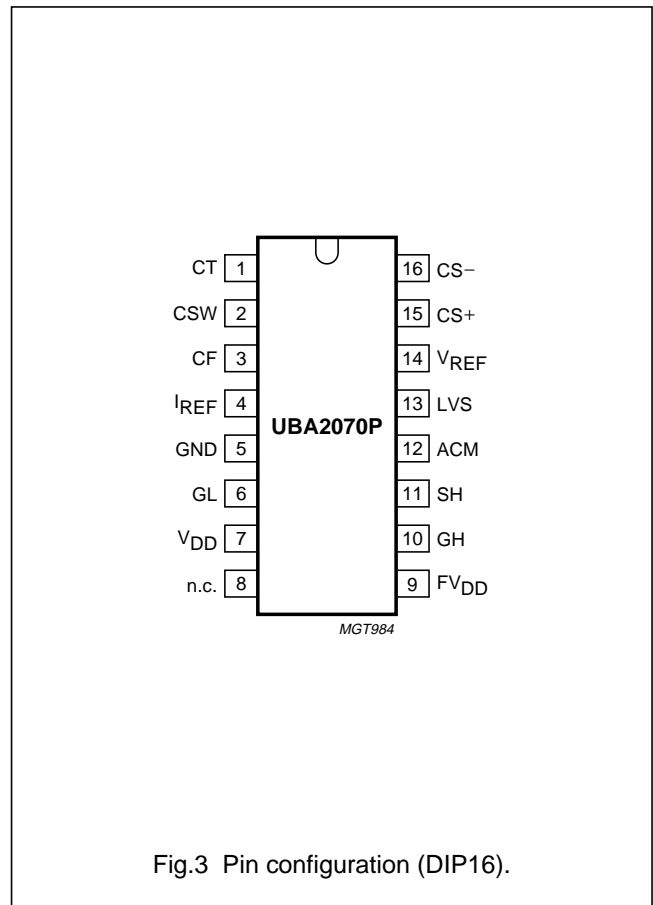 CT 1 16 CS−
CSW 2 15 CS+
CF 3 14 VREF
IREF 4 13 LVS
UBA2070P
GND 5 12 ACM
GL 6 11 SH
VDD 7 10 GH
n.c. 8 9 FVDD
MGT984
Fig.3 Pin configuration (DIP16).